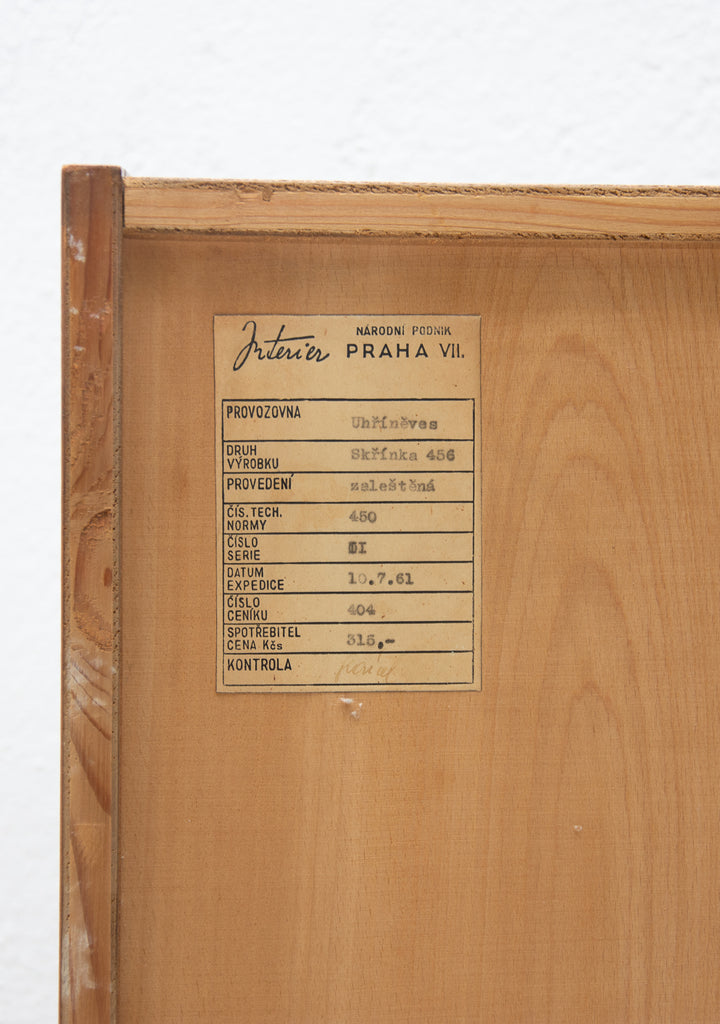 Interier
NÁRODNÍ PODNIK
PRAHA VII.
PROVOZOVNA Uhříněves
DRUH
VÝROBKU Skřínka 456
PROVEDENÍ zaleštěná
ČÍS. TECH.
NORMY 450
ČÍSLO
SERIE
DATUM
EXPEDICE 10.7.61
ČÍSLO
CENÍKU 404
SPOTŘEBITEL
CENA Kčs 315,-
KONTROLA